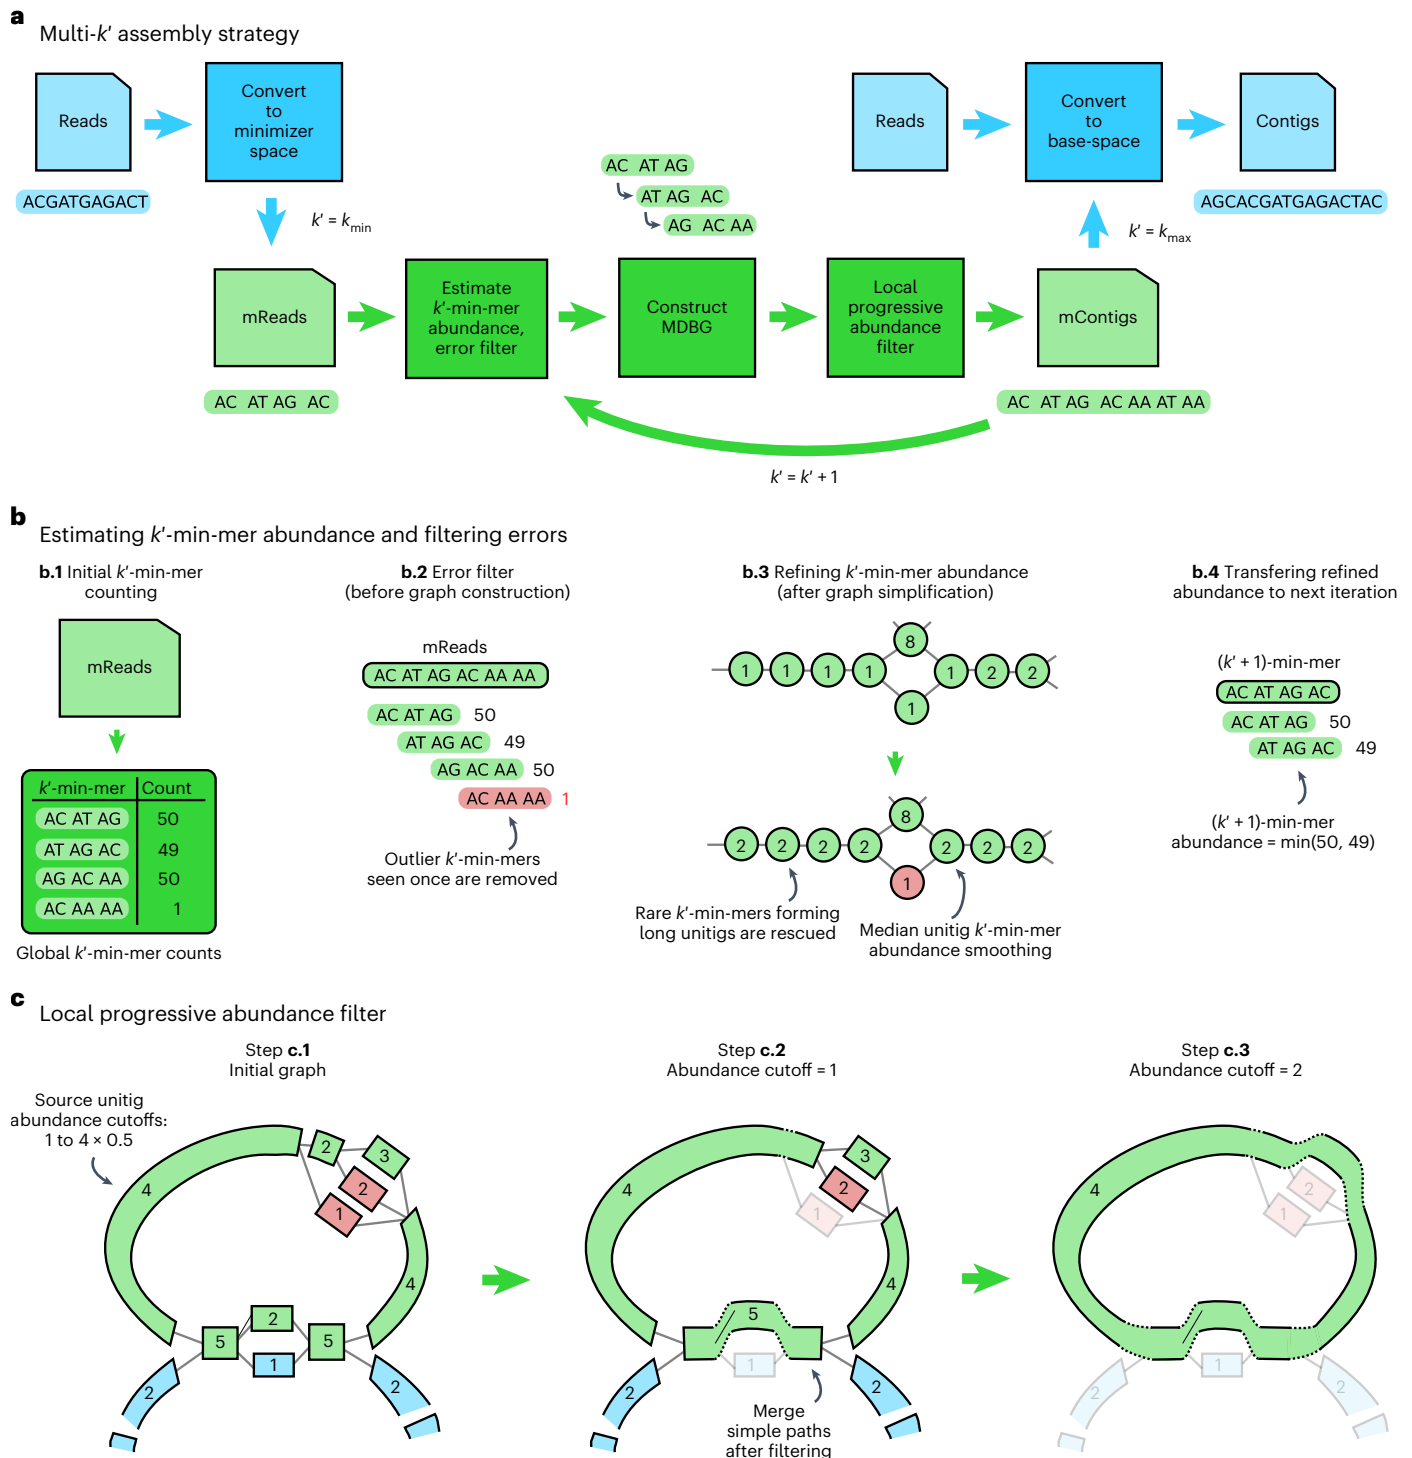 a
Multi-k' assembly strategy
Reads
Convert
to
minimizer
space
ACGATGAGACT
k' = kmin
AC AT AG
AT AG AC
AG AC AA
Reads
Convert
to
base-space
Contigs
AGCACGATGAGACTAC
k' = kmax
mReads
Estimate
k'-min-mer
abundance,
error filter
Construct
MDBG
Local
progressive
abundance
filter
mContigs
AC AT AG AC
AC AT AG AC AA AT AA
k' = k' + 1
b
Estimating k'-min-mer abundance and filtering errors
b.1 Initial k'-min-mer
counting
mReads
k'-min-mer Count
AC AT AG 50
AT AG AC 49
AG AC AA 50
AC AA AA 1
Global k'-min-mer counts
b.2 Error filter
(before graph construction)
mReads
AC AT AG AC AA AA
AC AT AG 50
AT AG AC 49
AG AC AA 50
AC AA AA 1
Outlier k'-min-mers
seen once are removed
b.3 Refining k'-min-mer abundance
(after graph simplification)
8
1 1 1 1 1 2 2
1
8
2 2 2 2 2 2 2
1
Rare k'-min-mers forming
long unitigs are rescued
Median unitig k'-min-mer
abundance smoothing
b.4 Transfering refined
abundance to next iteration
(k' + 1)-min-mer
AC AT AG AC
AC AT AG 50
AT AG AC 49
(k' + 1)-min-mer
abundance = min(50, 49)
c
Local progressive abundance filter
Step c.1
Initial graph
Source unitig
abundance cutoffs:
1 to 4 × 0.5
2
3
4
2
1
4
2
5
5
1
2
2
Step c.2
Abundance cutoff = 1
3
4
2
1
4
5
1
2
2
Merge
simple paths
after filtering
Step c.3
Abundance cutoff = 2
4
2
1
1
2
2